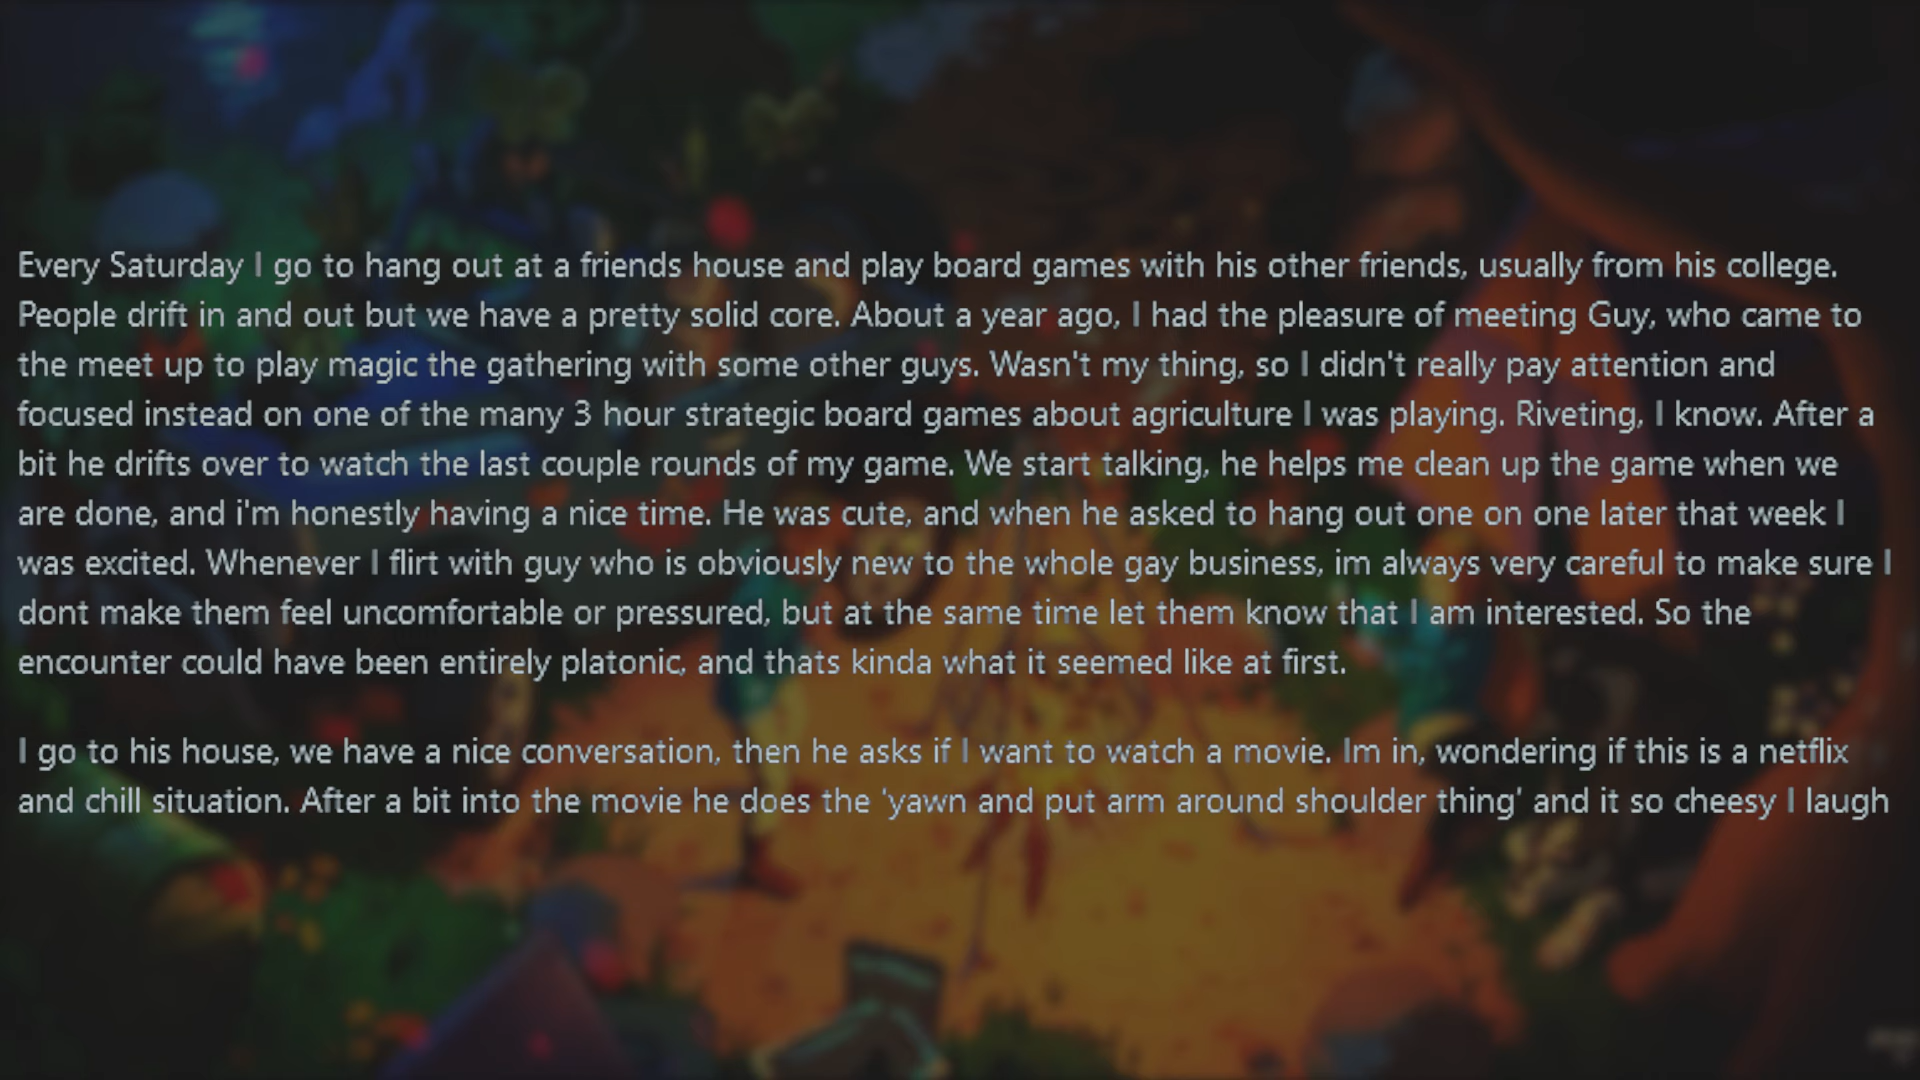 Every Saturday I go to hang out at a friends house and play board games with his other friends, usually from his college.
People drift in and out but we have a pretty solid core. About a year ago, I had the pleasure of meeting Guy, who came to
the meet up to play magic the gathering with some other guys. Wasn't my thing, so I didn't really pay attention and
focused instead on one of the many 3 hour strategic board games about agriculture I was playing. Riveting, I know. After a
bit he drifts over to watch the last couple rounds of my game. We start talking, he helps me clean up the game when we
are done, and i'm honestly having a nice time. He was cute, and when he asked to hang out one on one later that week I
was excited. Whenever I flirt with guy who is obviously new to the whole gay business, im always very careful to make sure I
dont make them feel uncomfortable or pressured, but at the same time let them know that I am interested. So the
encounter could have been entirely platonic, and thats kinda what it seemed like at first.
I go to his house, we have a nice conversation, then he asks if I want to watch a movie. Im in, wondering if this is a netflix
and chill situation. After a bit into the movie he does the 'yawn and put arm around shoulder thing' and it so cheesy I laugh